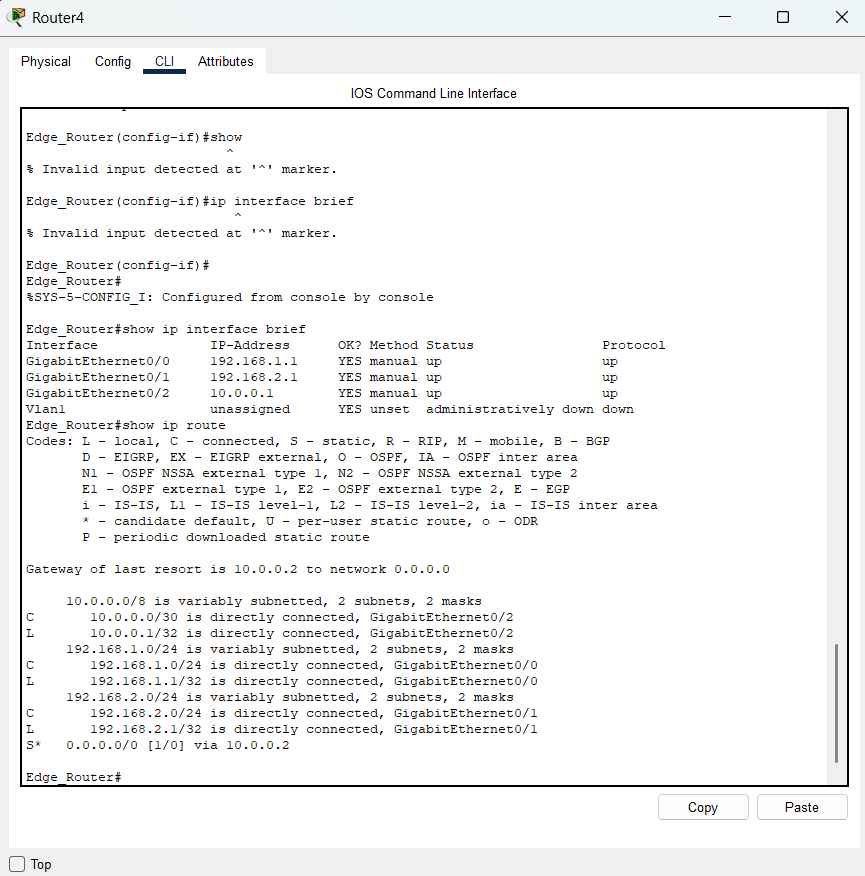 Router4
Physical Config CLI Attributes
IOS Command Line Interface
Edge_Router(config-if)#show
^
% Invalid input detected at '^' marker.
Edge_Router(config-if)#ip interface brief
^
% Invalid input detected at '^' marker.
Edge_Router(config-if)#
Edge_Router#
%SYS-5-CONFIG_I: Configured from console by console
Edge_Router#show ip interface brief
Interface IP-Address OK? Method Status Protocol
GigabitEthernet0/0 192.168.1.1 YES manual up up
GigabitEthernet0/1 192.168.2.1 YES manual up up
GigabitEthernet0/2 10.0.0.1 YES manual up up
Vlan1 unassigned YES unset administratively down down
Edge_Router#show ip route
Codes: L - local, C - connected, S - static, R - RIP, M - mobile, B - BGP
D - EIGRP, EX - EIGRP external, O - OSPF, IA - OSPF inter area
N1 - OSPF NSSA external type 1, N2 - OSPF NSSA external type 2
E1 - OSPF external type 1, E2 - OSPF external type 2, E - EGP
i - IS-IS, L1 - IS-IS level-1, L2 - IS-IS level-2, ia - IS-IS inter area
* - candidate default, U - per-user static route, o - ODR
P - periodic downloaded static route
Gateway of last resort is 10.0.0.2 to network 0.0.0.0
10.0.0.0/8 is variably subnetted, 2 subnets, 2 masks
C 10.0.0.0/30 is directly connected, GigabitEthernet0/2
L 10.0.0.1/32 is directly connected, GigabitEthernet0/2
192.168.1.0/24 is variably subnetted, 2 subnets, 2 masks
C 192.168.1.0/24 is directly connected, GigabitEthernet0/0
L 192.168.1.1/32 is directly connected, GigabitEthernet0/0
192.168.2.0/24 is variably subnetted, 2 subnets, 2 masks
C 192.168.2.0/24 is directly connected, GigabitEthernet0/1
L 192.168.2.1/32 is directly connected, GigabitEthernet0/1
S* 0.0.0.0/0 [1/0] via 10.0.0.2
Edge_Router#
Copy Paste
Top